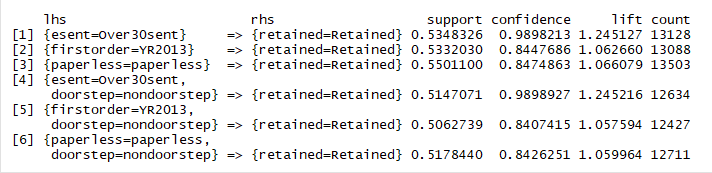 lhs                         rhs                   support confidence     lift count
[1] {esent=Over30sent}       => {retained=Retained} 0.5348326  0.9898213 1.245127 13128
[2] {firstorder=YR2013}      => {retained=Retained} 0.5332030  0.8447686 1.062660 13088
[3] {paperless=paperless}    => {retained=Retained} 0.5501100  0.8474863 1.066079 13503
[4] {esent=Over30sent,
     doorstep=nondoorstep}   => {retained=Retained} 0.5147071  0.9898927 1.245216 12634
[5] {firstorder=YR2013,
     doorstep=nondoorstep}   => {retained=Retained} 0.5062739  0.8407415 1.057594 12427
[6] {paperless=paperless,
     doorstep=nondoorstep}   => {retained=Retained} 0.5178440  0.8426251 1.059964 12711